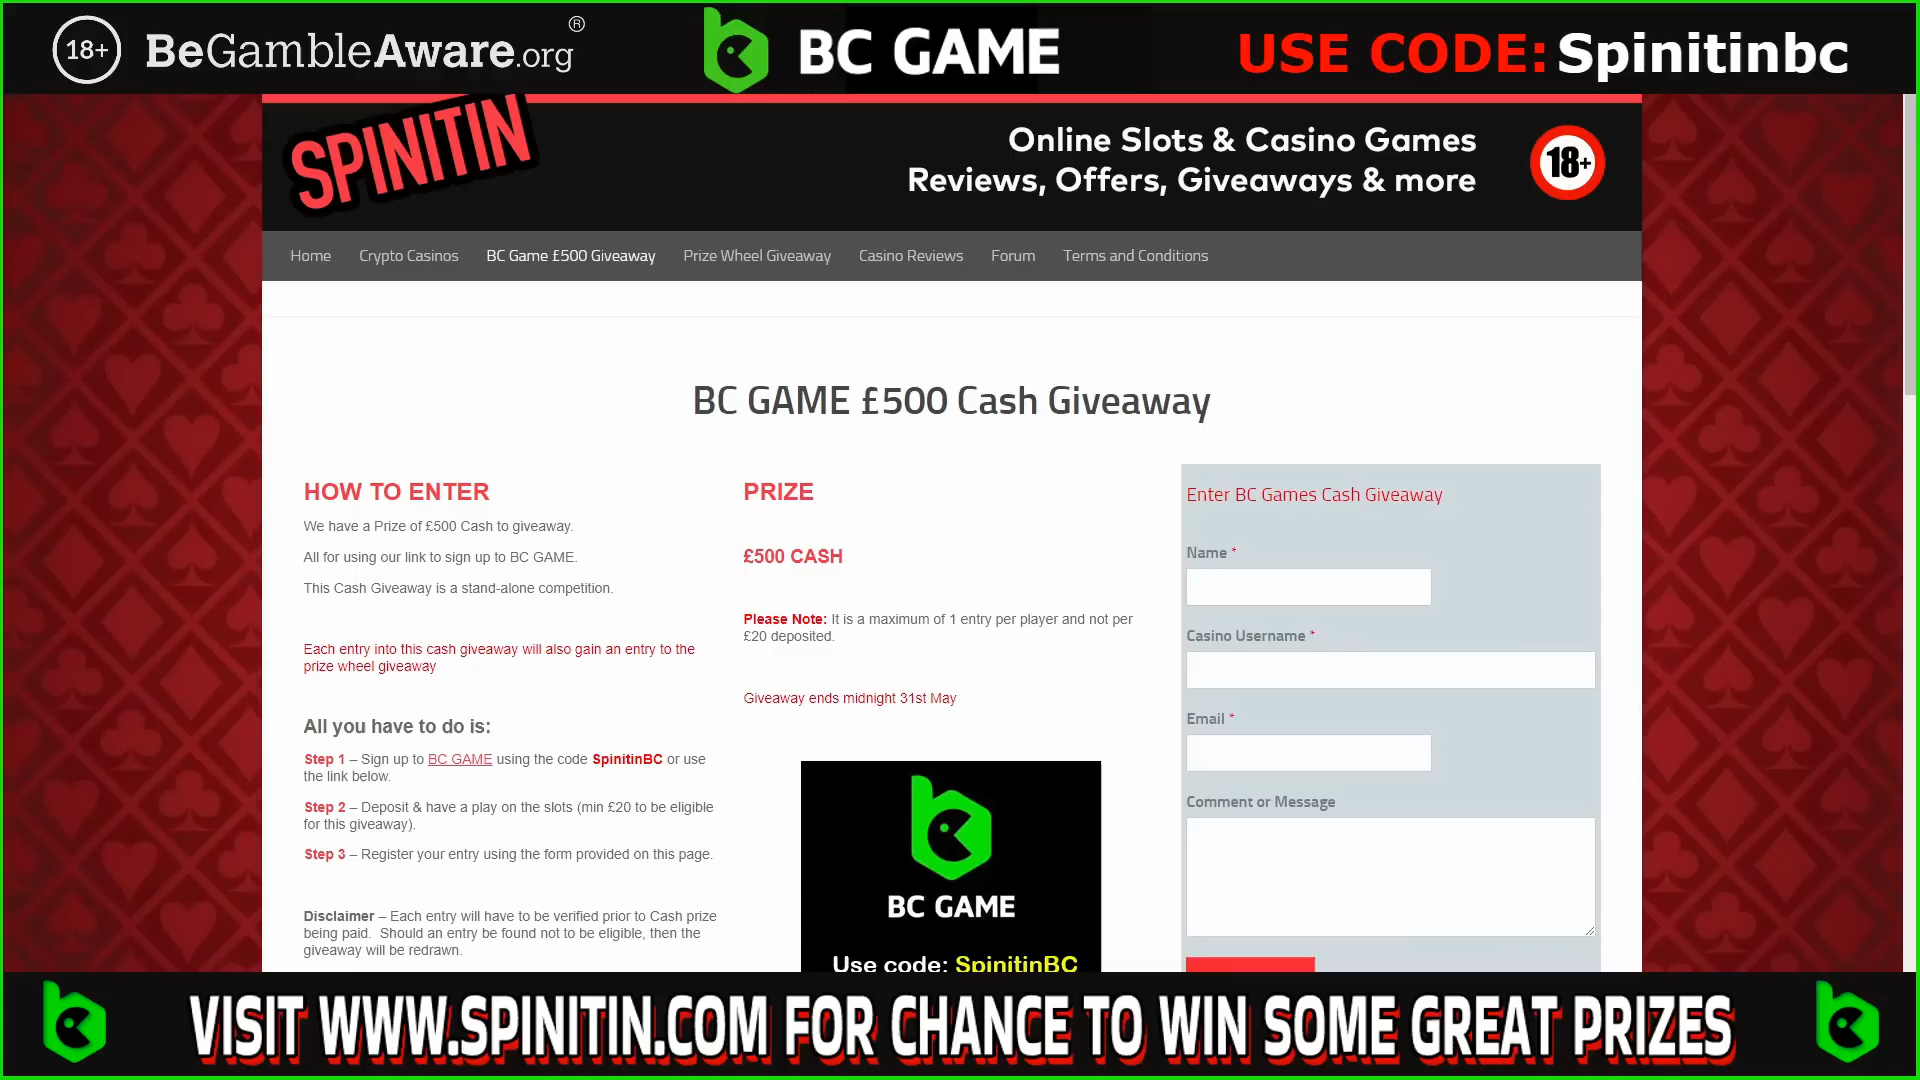 18+ BeGambleAware.org®
BC GAME
USE CODE: Spinitinbc
SPINITIN
Online Slots & Casino Games
Reviews, Offers, Giveaways & more
18+
Home Crypto Casinos BC Game £500 Giveaway Prize Wheel Giveaway Casino Reviews Forum Terms and Conditions
BC GAME £500 Cash Giveaway
HOW TO ENTER
We have a Prize of £500 Cash to giveaway.
All for using our link to sign up to BC GAME.
This Cash Giveaway is a stand-alone competition.
Each entry into this cash giveaway will also gain an entry to the
prize wheel giveaway
All you have to do is:
Step 1 – Sign up to BC GAME using the code SpinitinBC or use
the link below.
Step 2 – Deposit & have a play on the slots (min £20 to be eligible
for this giveaway).
Step 3 – Register your entry using the form provided on this page.
Disclaimer – Each entry will have to be verified prior to Cash prize
being paid.  Should an entry be found not to be eligible, then the
giveaway will be redrawn.
PRIZE
£500 CASH
Please Note: It is a maximum of 1 entry per player and not per
£20 deposited.
Giveaway ends midnight 31st May
BC GAME
Use code: SpinitinBC
Enter BC Games Cash Giveaway
Name *
Casino Username *
Email *
Comment or Message
VISIT WWW.SPINITIN.COM FOR CHANCE TO WIN SOME GREAT PRIZES